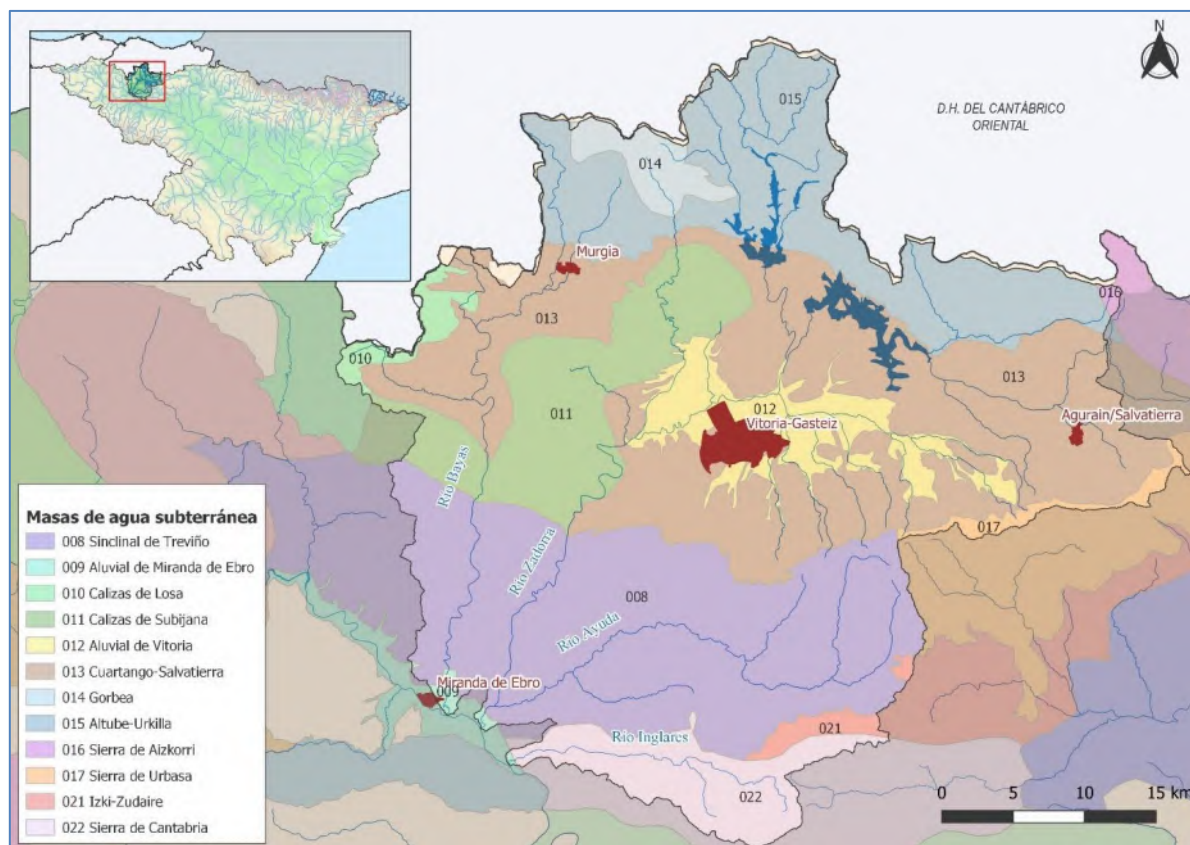 N
D.H. DEL CANTÁBRICO
ORIENTAL
015
014
Murgia
016
013
010
013
011
012
Vitoria-Gasteiz
Agurain/Salvatierra
Río Bayas
Río Zadorra
017
008
Río Ayuda
Miranda de Ebro
009
Río Inglares
021
022
0 5 10 15 km
Masas de agua subterránea
008 Sinclinal de Treviño
009 Aluvial de Miranda de Ebro
010 Calizas de Losa
011 Calizas de Subijana
012 Aluvial de Vitoria
013 Cuartango-Salvatierra
014 Gorbea
015 Altube-Urkilla
016 Sierra de Aizkorri
017 Sierra de Urbasa
021 Izki-Zudaire
022 Sierra de Cantabria